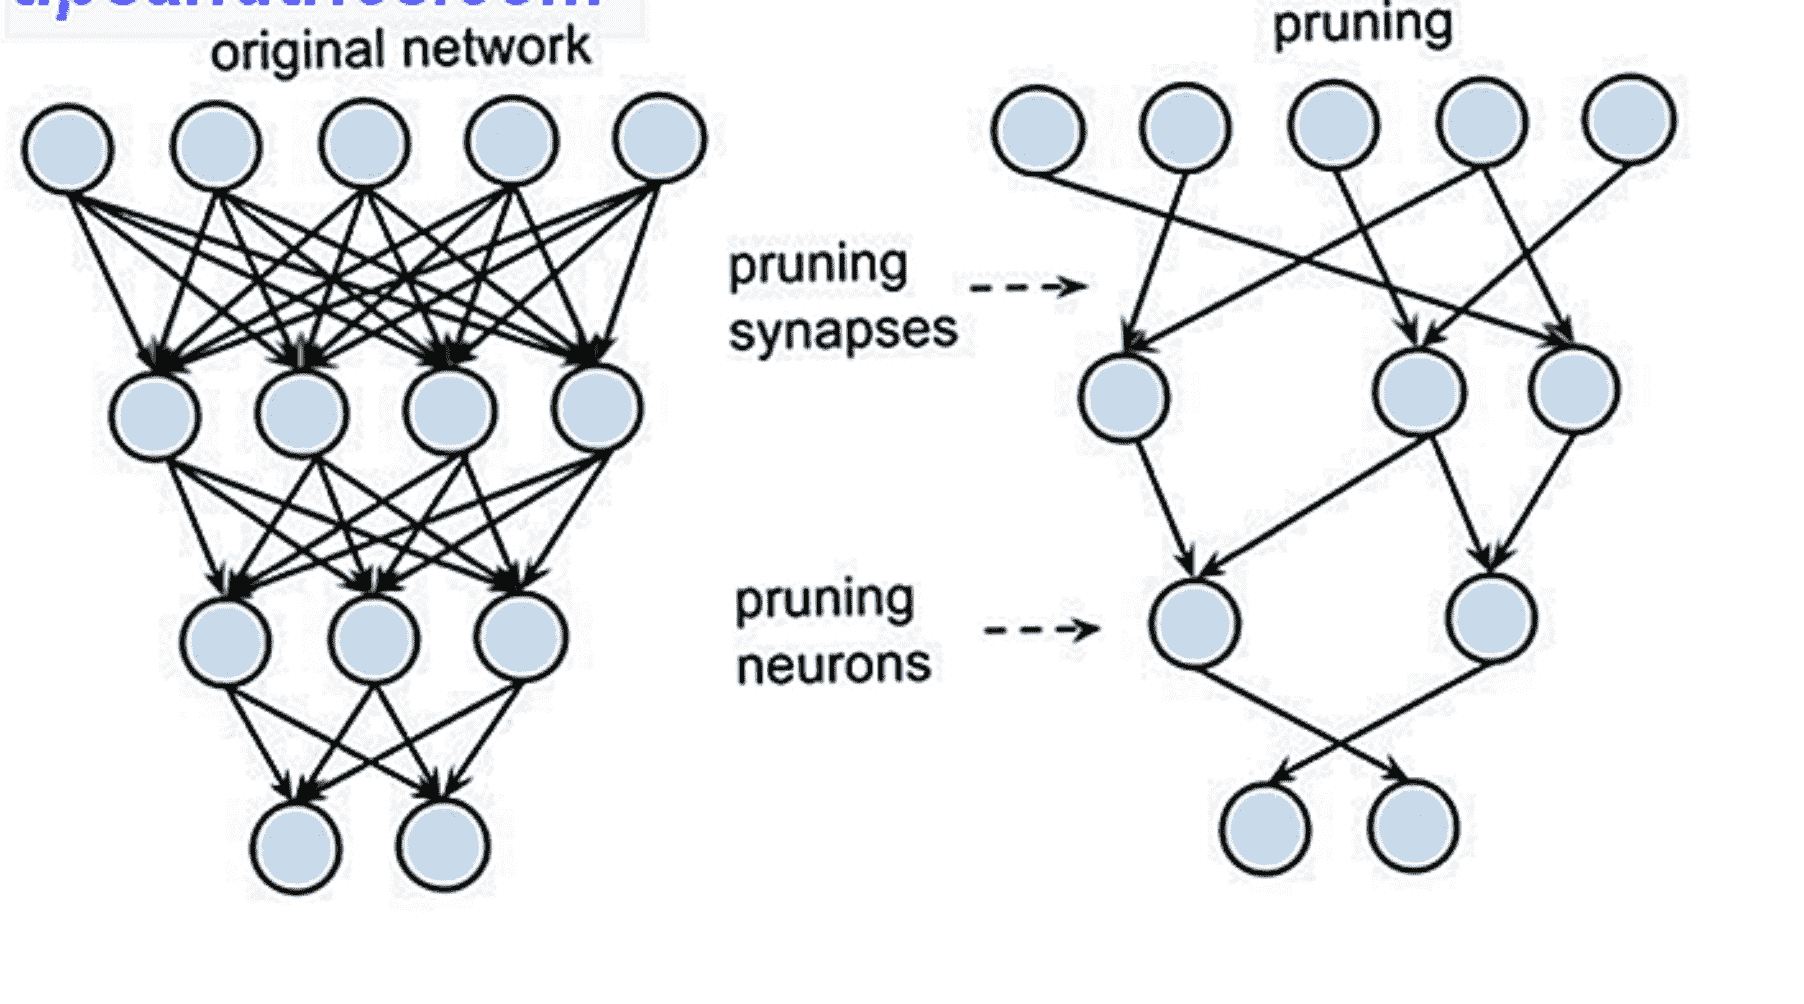 original network
pruning
pruning
synapses
pruning
neurons